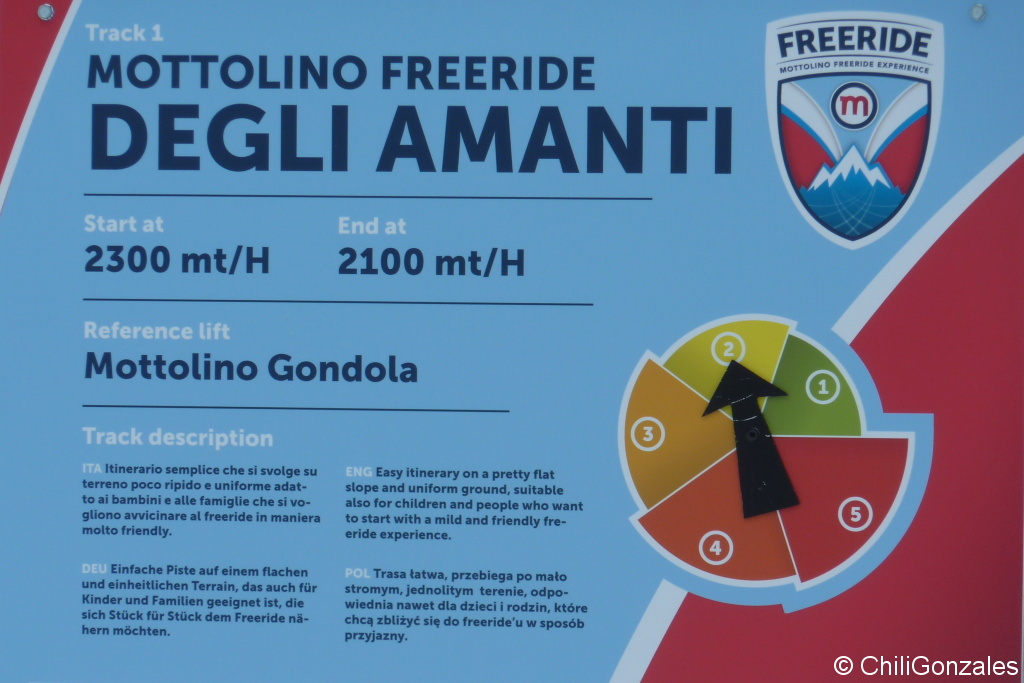 Track 1
MOTTOLINO FREERIDE
DEGLI AMANTI
FREERIDE
MOTTOLINO FREERIDE EXPERIENCE
m
Start at
2300 mt/H
End at
2100 mt/H
Reference lift
Mottolino Gondola
Track description
ITA Itinerario semplice che si svolge su
terreno poco ripido e uniforme adat-
to ai bambini e alle famiglie che si vo-
gliono avvicinare al freeride in maniera
molto friendly.
ENG Easy itinerary on a pretty flat
slope and uniform ground, suitable
also for children and people who want
to start with a mild and friendly fre-
eride experience.
DEU Einfache Piste auf einem flachen
und einheitlichen Terrain, das auch für
Kinder und Familien geeignet ist, die
sich Stück für Stück dem Freeride nä-
hern möchten.
POL Trasa łatwa, przebiega po mało
stromym, jednolitym terenie, odpo-
wiednia nawet dla dzieci i rodzin, które
chcą zbliżyć się do freeride'u w sposób
przyjazny.
1
2
3
4
5
© ChiliGonzales